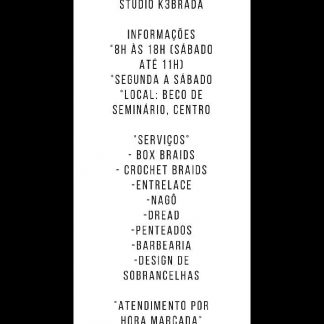 STUDIO K3BRADA
INFORMAÇÕES
*8H ÀS 18H (SÁBADO
ATÉ 11H)
*SEGUNDA A SÁBADO
*LOCAL: BECO DE
SEMINÁRIO, CENTRO
*SERVIÇOS*
- BOX BRAIDS
- CROCHET BRAIDS
-ENTRELACE
-NAGÔ
-DREAD
-PENTEADOS
-BARBEARIA
-DESIGN DE
SOBRANCELHAS
*ATENDIMENTO POR
HORA MARCADA*